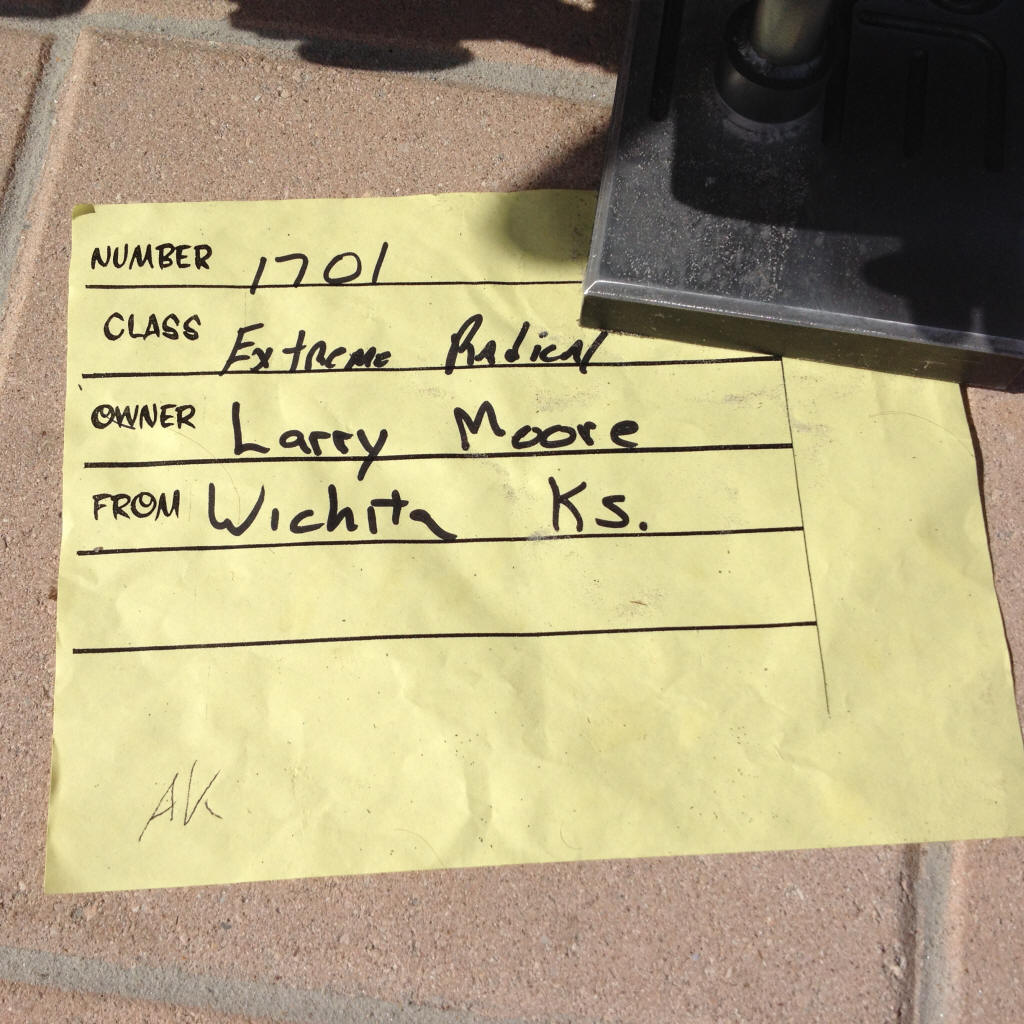 NUMBER 1701
CLASS Extreme Radical
OWNER Larry Moore
FROM Wichita Ks.
AK